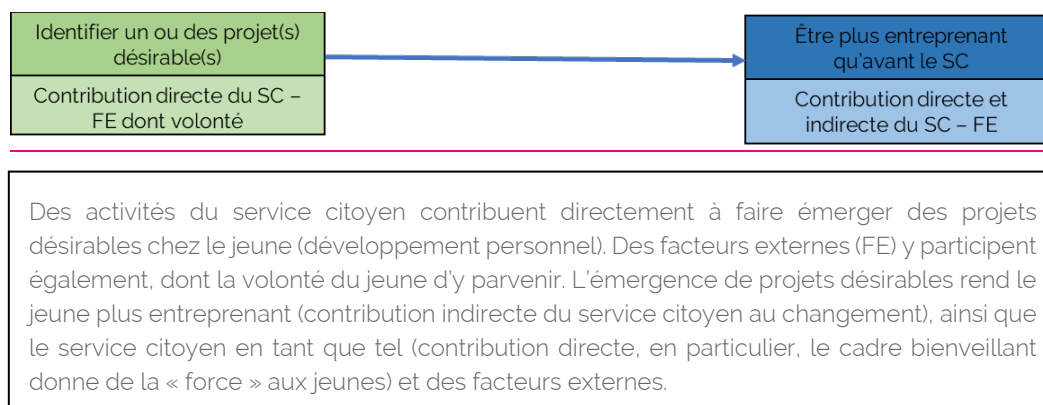 Identifier un ou des projet(s)
désirable(s)
Contribution directe du SC –
FE dont volonté
Être plus entreprenant
qu'avant le SC
Contribution directe et
indirecte du SC – FE
Des activités du service citoyen contribuent directement à faire émerger des projets
désirables chez le jeune (développement personnel). Des facteurs externes (FE) y participent
également, dont la volonté du jeune d'y parvenir. L'émergence de projets désirables rend le
jeune plus entreprenant (contribution indirecte du service citoyen au changement), ainsi que
le service citoyen en tant que tel (contribution directe, en particulier, le cadre bienveillant
donne de la « force » aux jeunes) et des facteurs externes.